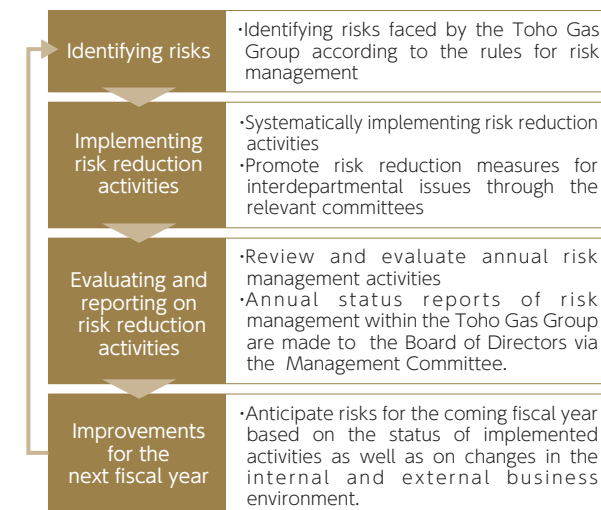 Identifying risks
·Identifying risks faced by the Toho Gas
Group according to the rules for risk
management
Implementing
risk reduction
activities
·Systematically implementing risk reduction
activities
·Promote risk reduction measures for
interdepartmental issues through the
relevant committees
Evaluating and
reporting on
risk reduction
activities
·Review and evaluate annual risk
management activities
·Annual status reports of risk
management within the Toho Gas Group
are made to the Board of Directors via
the Management Committee.
Improvements
for the
next fiscal year
·Anticipate risks for the coming fiscal year
based on the status of implemented
activities as well as on changes in the
internal and external business
environment.